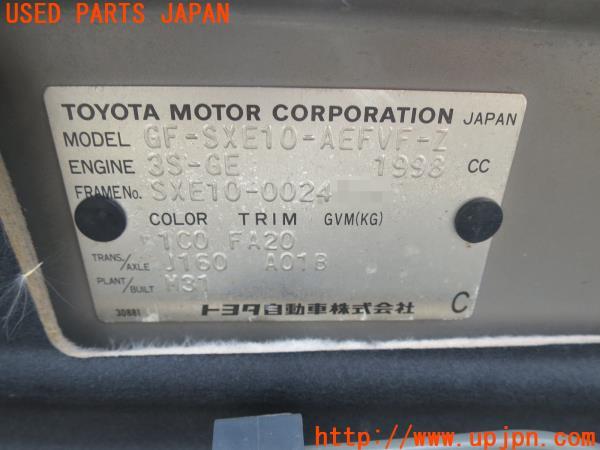 USED PARTS JAPAN
TOYOTA MOTOR CORPORATION JAPAN
MODEL GF-SXE10-AEFVF-Z
ENGINE 3S-GE 1998 CC
FRAME No. SXE10-0024
COLOR TRIM GVM(KG)
1C0 FA20
TRANS./AXLE J160 A01B
PLANT/BUILT M31
30881 トヨタ自動車株式会社 C
http://www.upjpn.com/